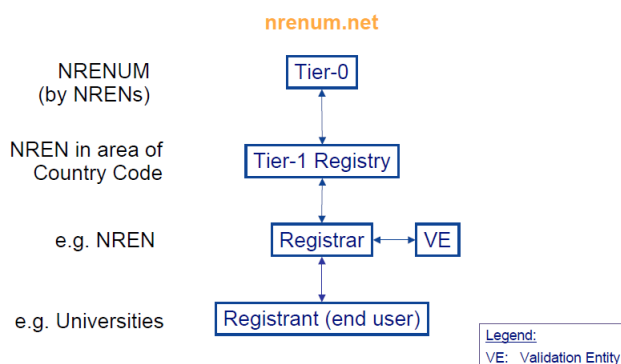 nrenum.net
NRENUM
(by NRENs)
Tier-0
NREN in area of
Country Code
Tier-1 Registry
e.g. NREN
Registrar
VE
e.g. Universities
Registrant (end user)
Legend:
VE: Validation Entity